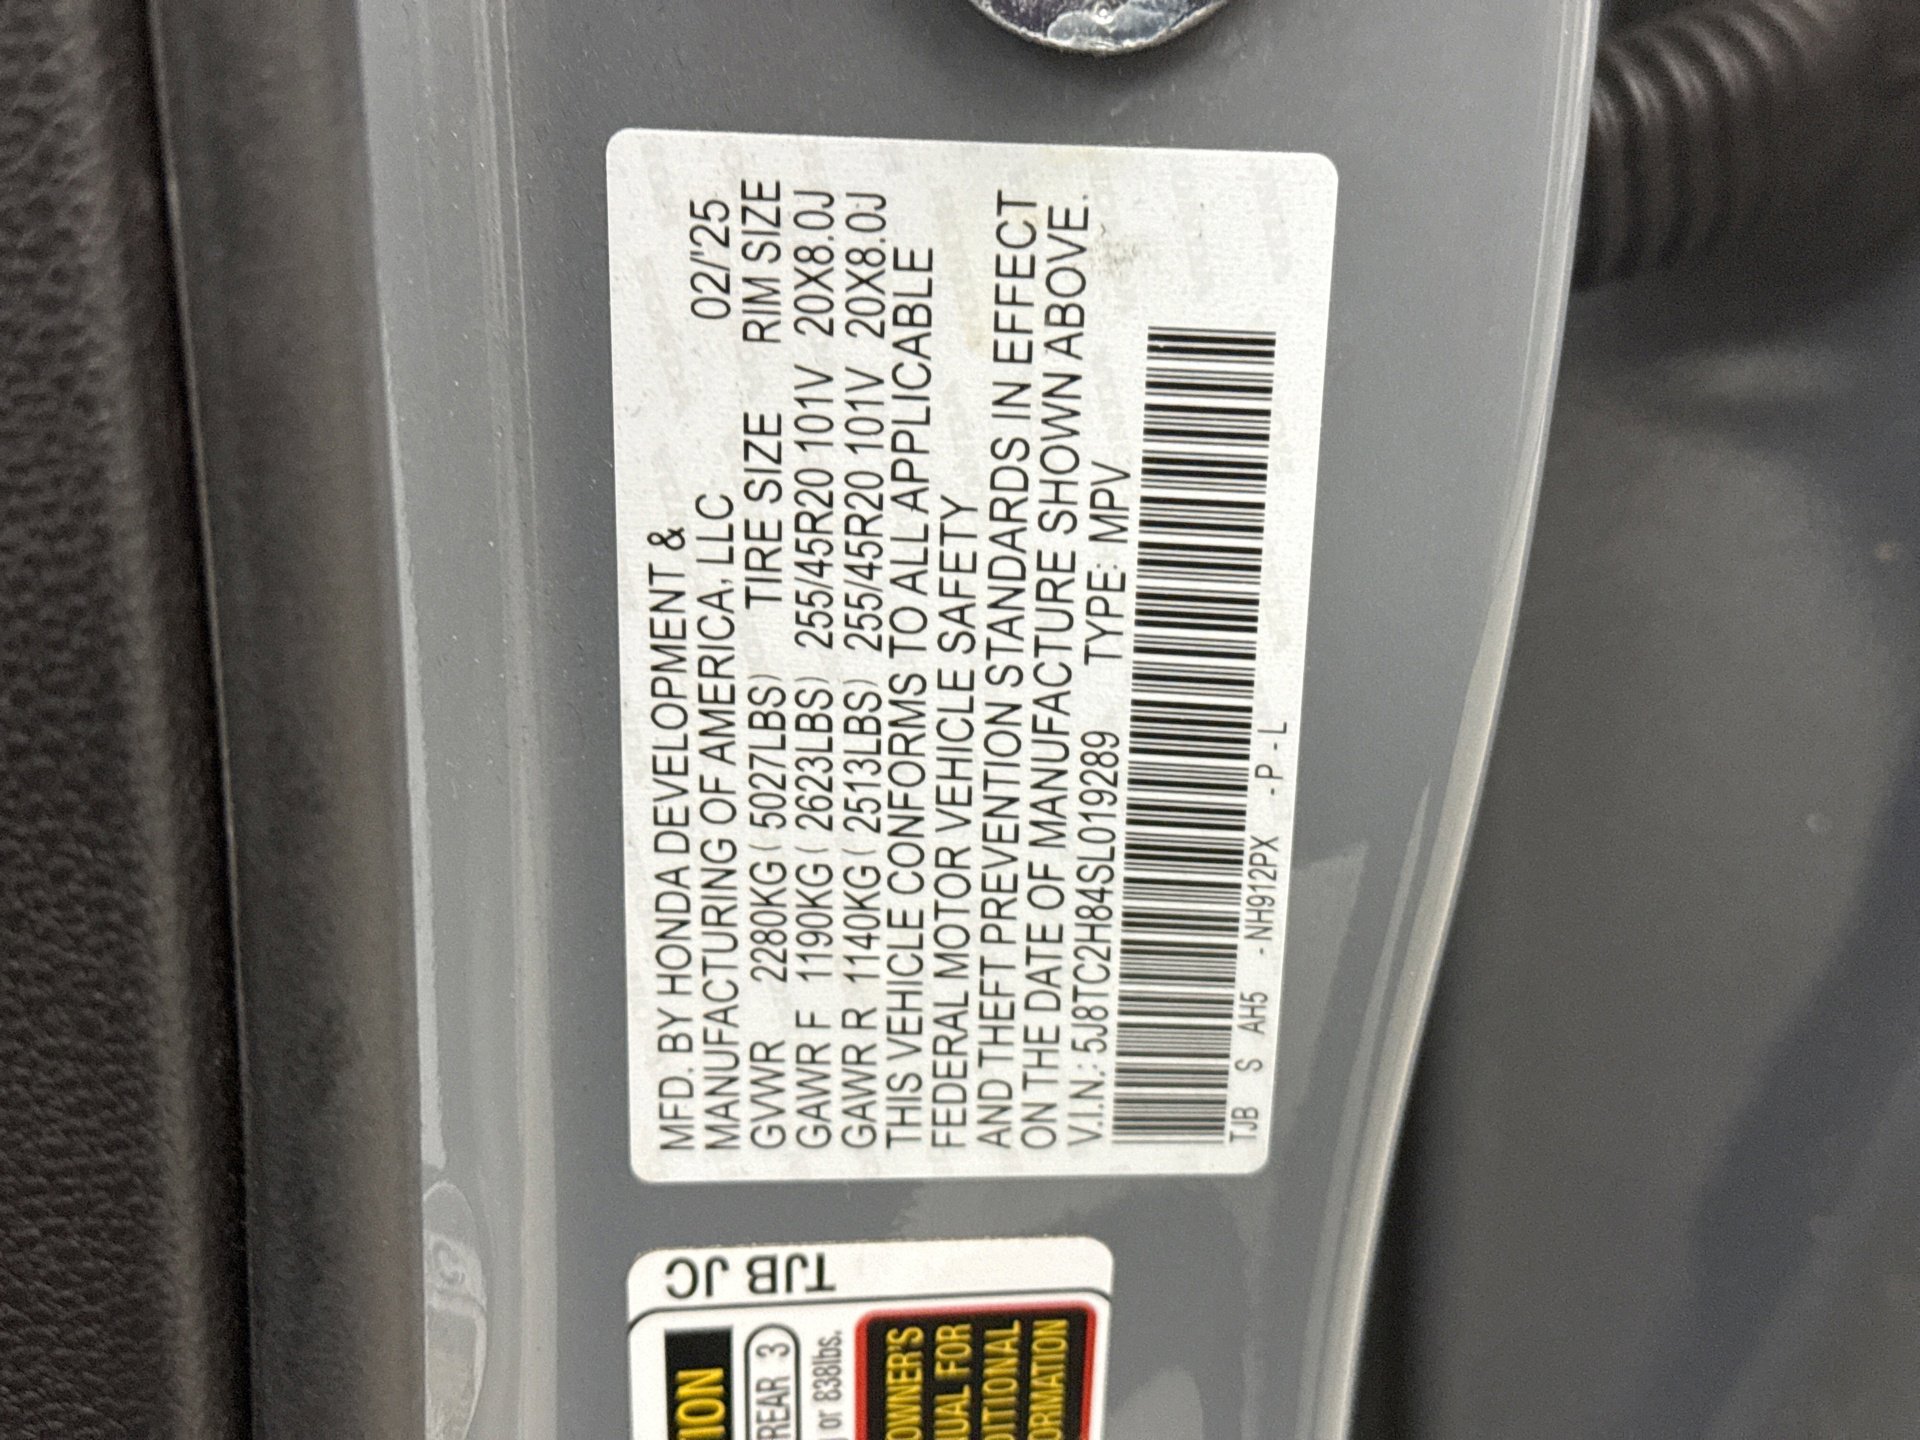 MFD. BY HONDA DEVELOPMENT &
MANUFACTURING OF AMERICA, LLC 02/'25
GVWR 2280KG ( 5027LBS) TIRE SIZE RIM SIZE
GAWR F 1190KG ( 2623LBS) 255/45R20 101V 20X8.0J
GAWR R 1140KG ( 2513LBS) 255/45R20 101V 20X8.0J
THIS VEHICLE CONFORMS TO ALL APPLICABLE
FEDERAL MOTOR VEHICLE SAFETY
AND THEFT PREVENTION STANDARDS IN EFFECT
ON THE DATE OF MANUFACTURE SHOWN ABOVE.
V.I.N.: 5J8TC2H84SL019289 TYPE: MPV
TJB S AH5 - NH912PX - P - L
TJB JC
REAR 3
or 838lbs.
OWNER'S
FOR